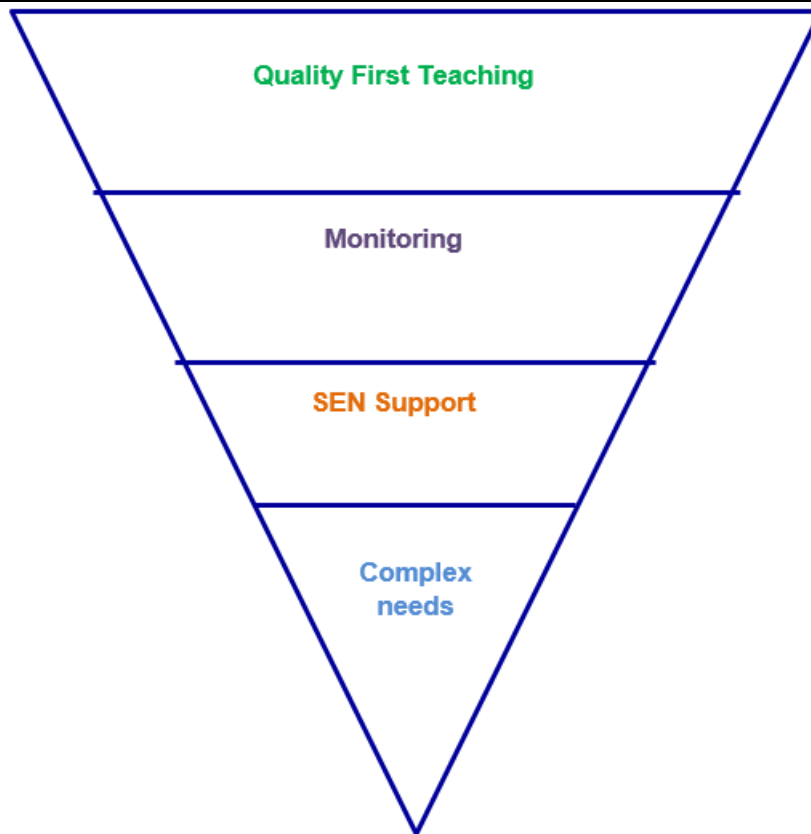 Quality First Teaching
Monitoring
SEN Support
Complex
needs